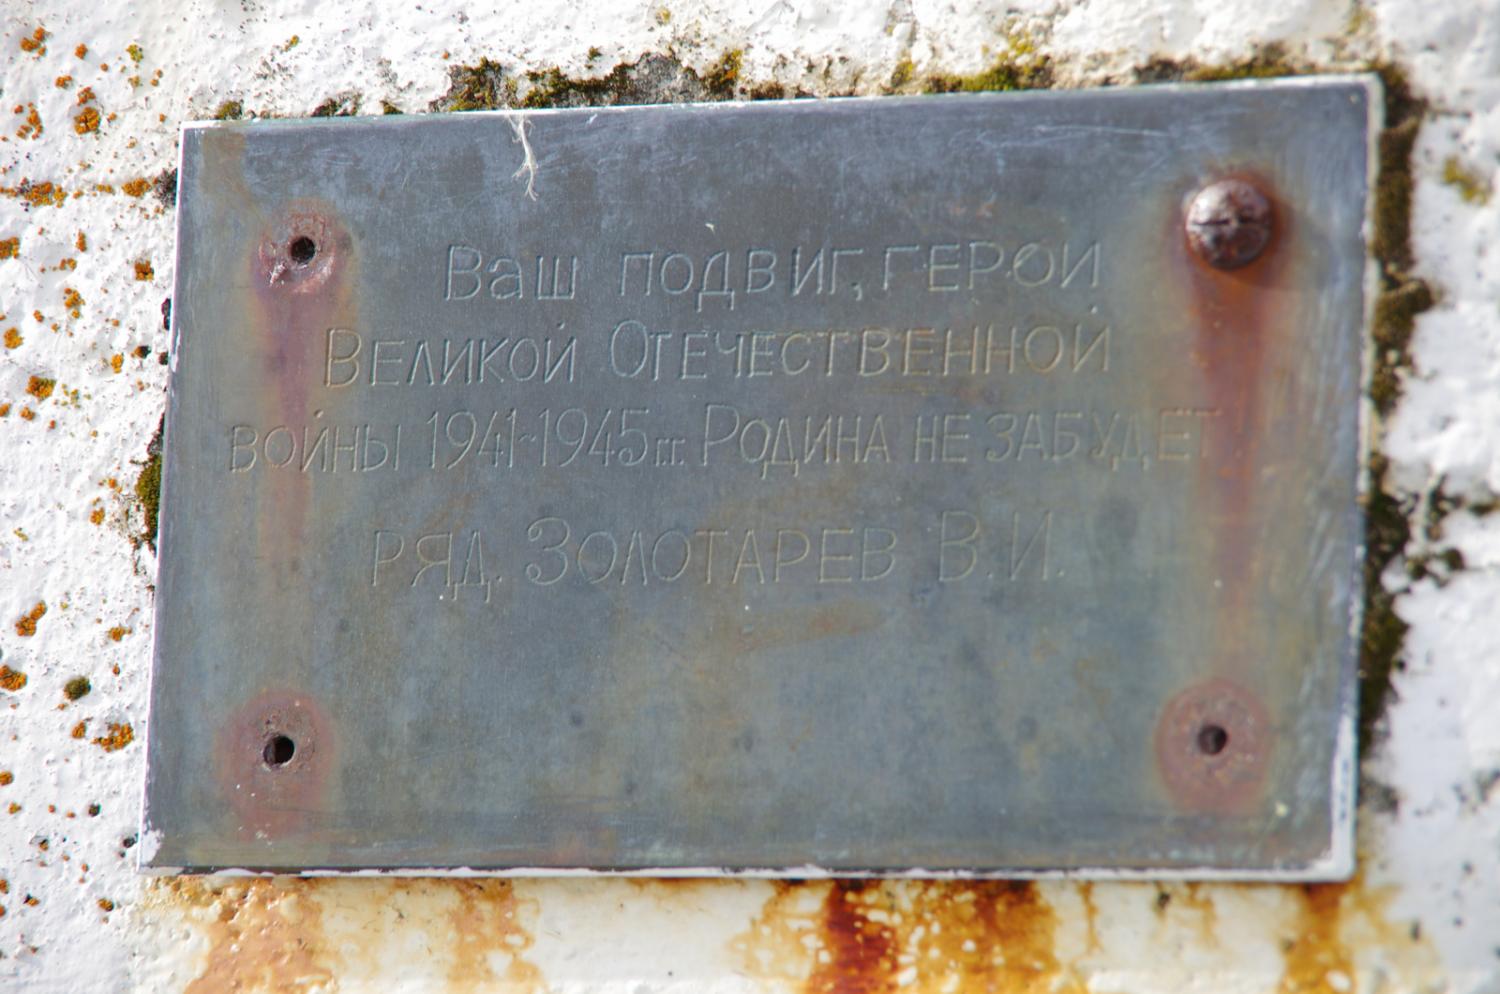 Ваш подвиг, герои
Великой Отечественной
войны 1941-1945 гг. Родина не забудет.
ряд. Золотарев В.И.